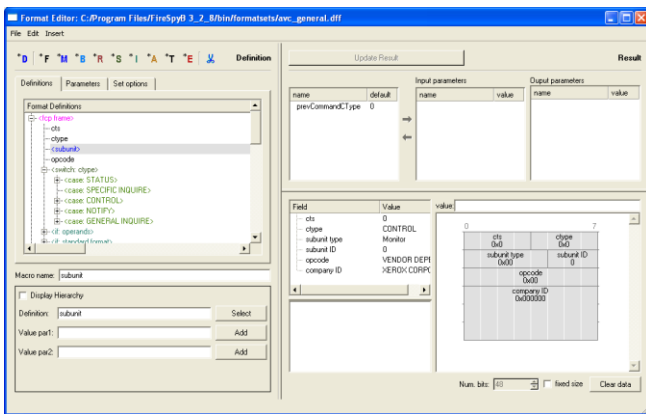 Format Editor: C:/Program Files/FireSpyB 3_2_8/bin/formatsets/avc_general.dff
File Edit Insert
*D *F *M *B *R *S *I *A *T *E Definition
Update Result Result
Definitions Parameters Set options
Input parameters Ouput parameters
name default name value name value
prevCommandCType 0
Format Definitions
<fcp frame>
cts
ctype
<subunit>
opcode
<switch: ctype>
<case: STATUS>
<case: SPECIFIC INQUIRE>
<case: CONTROL>
<case: NOTIFY>
<case: GENERAL INQUIRE>
<if: operands>
<if: standard format>
Macro name: subunit
Display Hierarchy
Definition: subunit Select
Value par1: Add
Value par2: Add
Field Value value:
cts 0
ctype CONTROL
subunit type Monitor
subunit ID 0
opcode VENDOR DEPE
company ID XEROX CORPC
0 7
cts ctype
0x0 0x0
subunit type subunit ID
0x00 0
opcode
0x00
company ID
0x000000
Num. bits: 48 fixed size Clear data